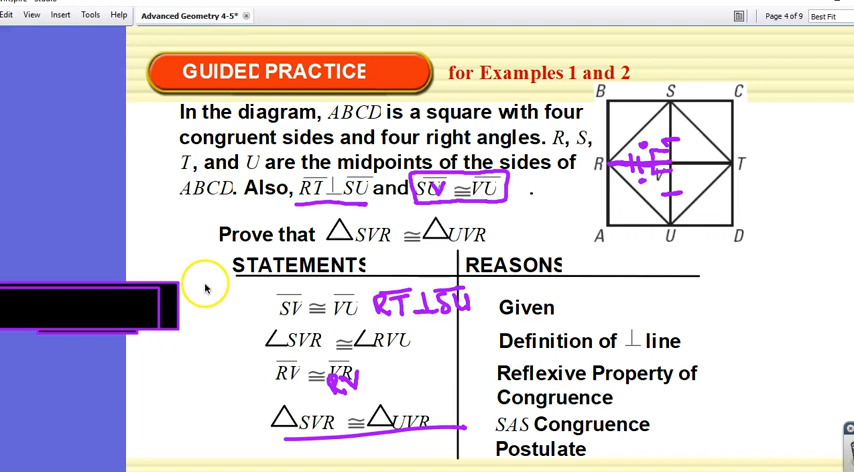 Edit View Insert Tools Help
Advanced Geometry 4-5*
Page 4 of 9
Best Fit
GUIDED PRACTICE
for Examples 1 and 2
In the diagram, ABCD is a square with four
congruent sides and four right angles. R, S,
T, and U are the midpoints of the sides of
ABCD. Also, RT ⊥ SU and SV ≅ VU .
B S C
R V T
A U D
Prove that △SVR ≅ △UVR
STATEMENTS REASONS
SV ≅ VU RT ⊥ SU Given
∠SVR ≅ ∠RVU Definition of ⊥ line
RV ≅ VR RV Reflexive Property of
Congruence
△SVR ≅ △UVR SAS Congruence
Postulate